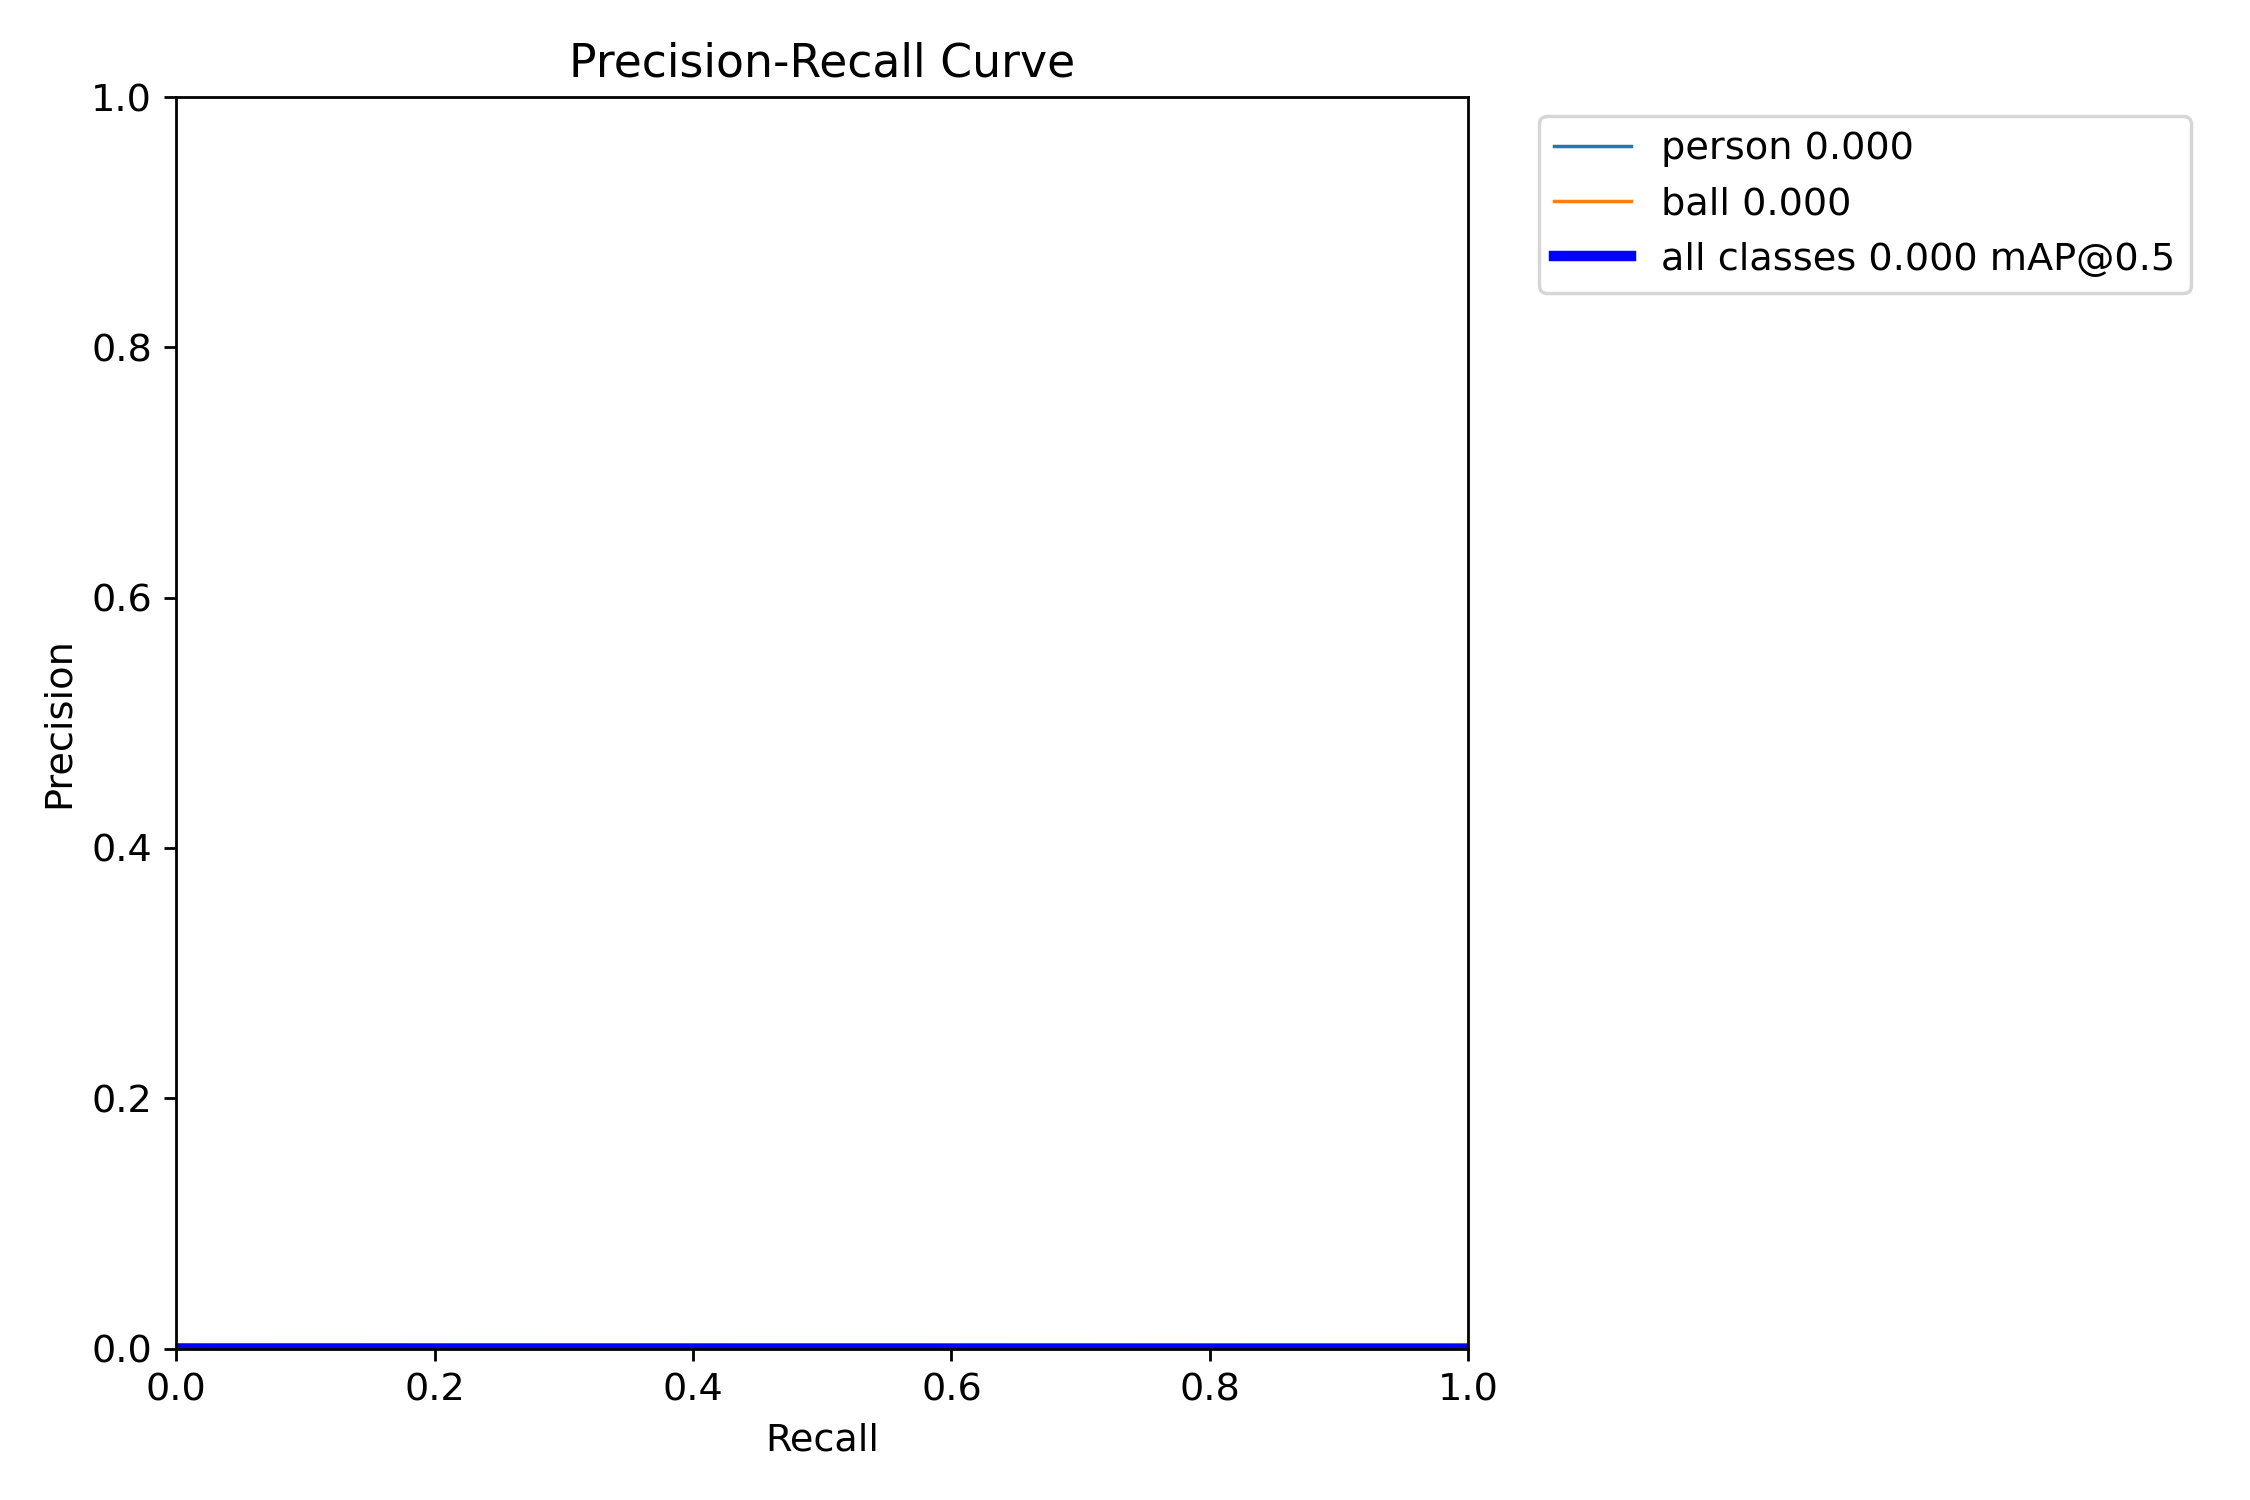 Precision-Recall Curve
1.0
0.8
0.6
0.4
0.2
0.0
Precision
0.0 0.2 0.4 0.6 0.8 1.0
Recall
person 0.000
ball 0.000
all classes 0.000 mAP@0.5